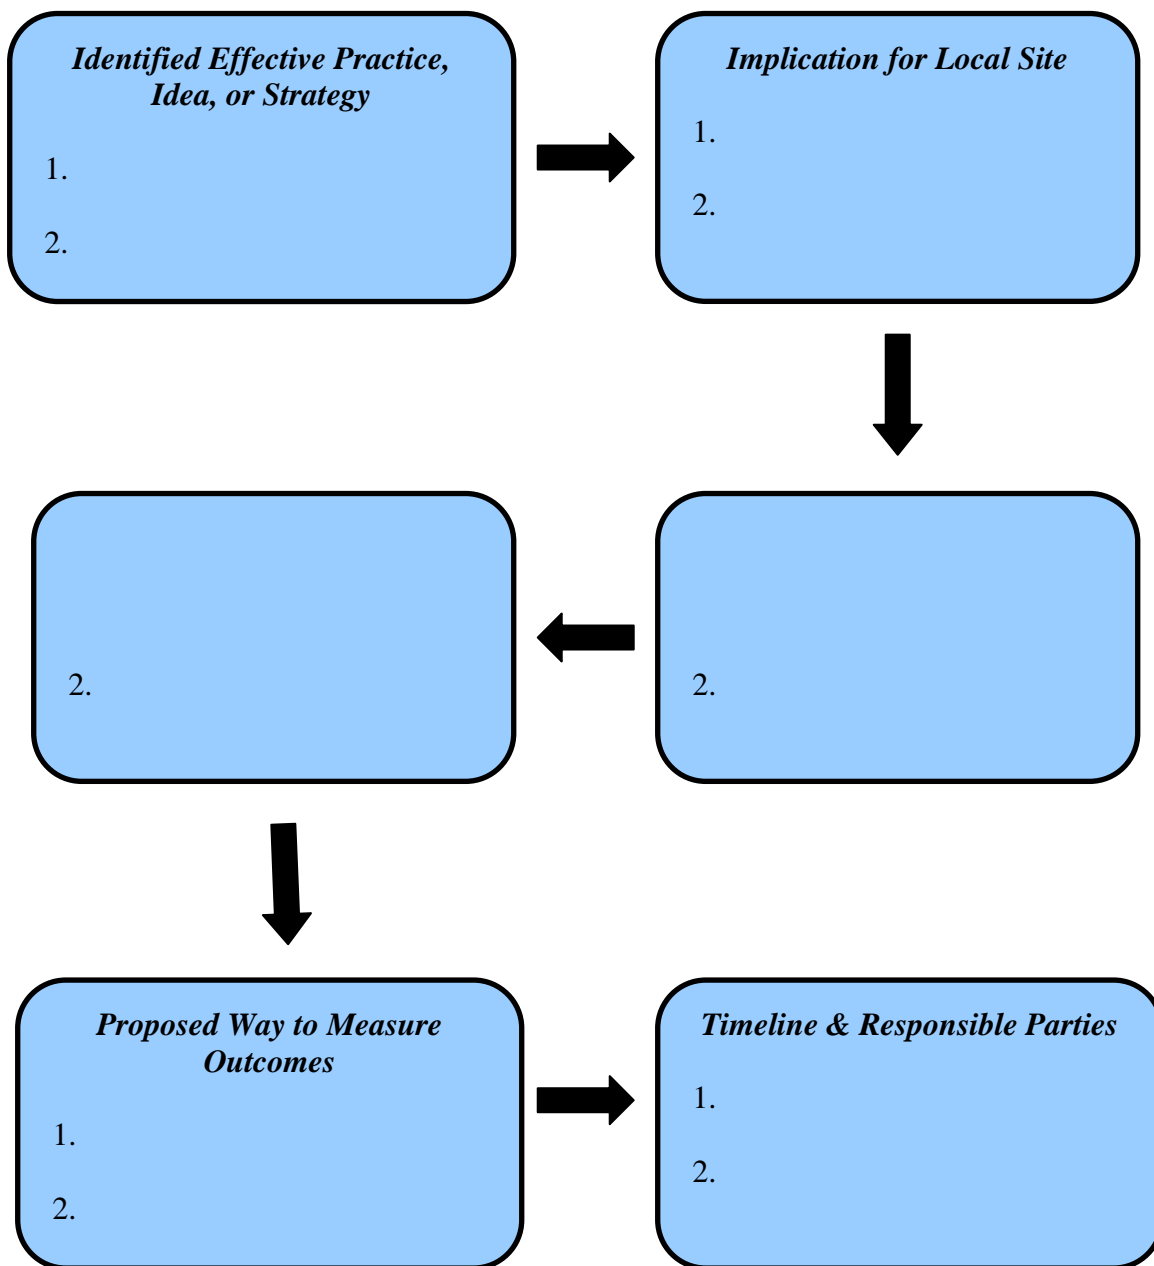 Identified Effective Practice,
Idea, or Strategy
1.
2.
Implication for Local Site
1.
2.
2.
2.
Proposed Way to Measure
Outcomes
1.
2.
Timeline & Responsible Parties
1.
2.